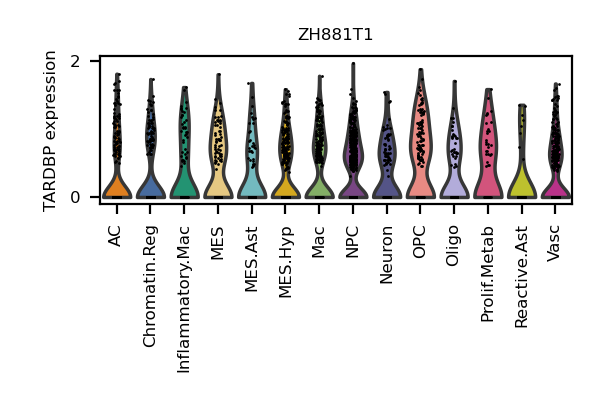 ZH881T1
TARDBP expression
2
0
AC
Chromatin.Reg
Inflammatory.Mac
MES
MES.Ast
MES.Hyp
Mac
NPC
Neuron
OPC
Oligo
Prolif.Metab
Reactive.Ast
Vasc